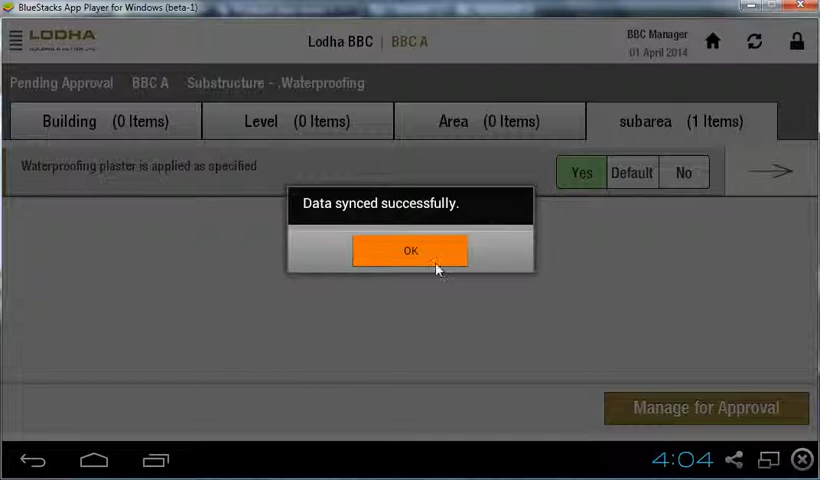 BlueStacks App Player for Windows (beta-1)
LODHA
Lodha BBC | BBC A
BBC Manager
01 April 2014
Pending Approval BBC A Substructure - ,Waterproofing
Building (0 Items) Level (0 Items) Area (0 Items) subarea (1 Items)
Waterproofing plaster is applied as specified
Yes Default No
Data synced successfully.
OK
Manage for Approval
4:04